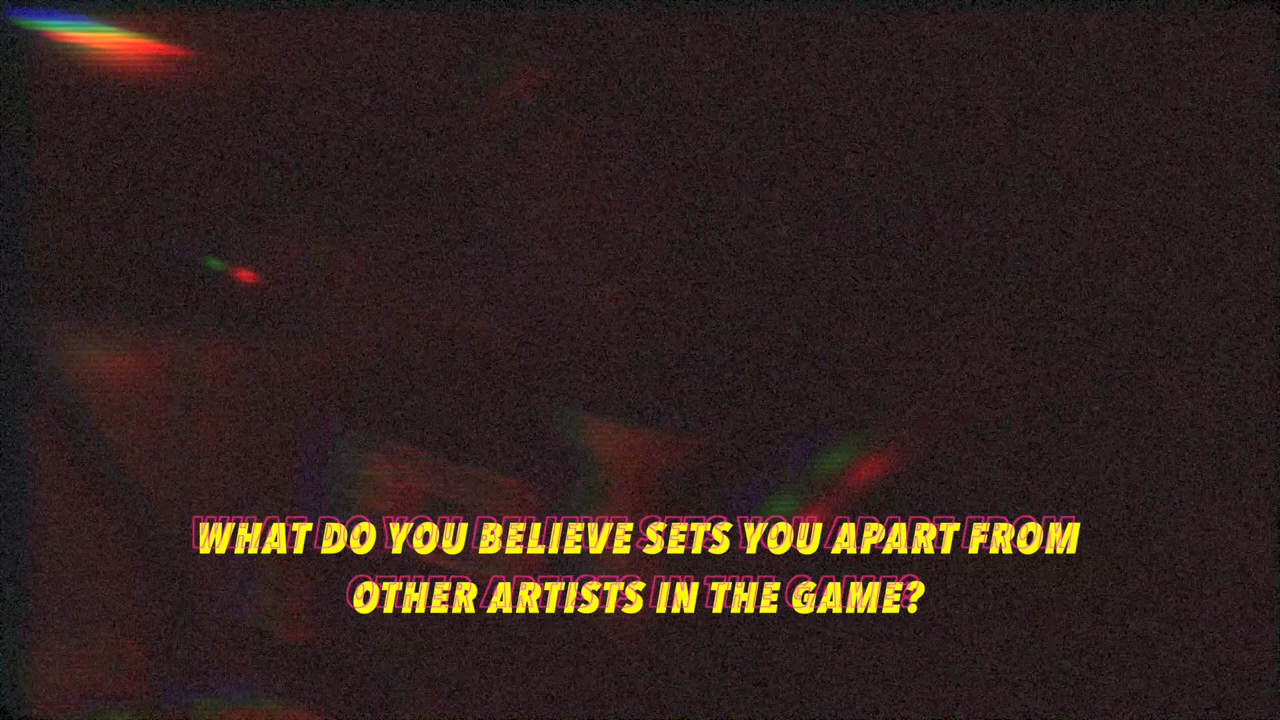 WHAT DO YOU BELIEVE SETS YOU APART FROM
OTHER ARTISTS IN THE GAME?